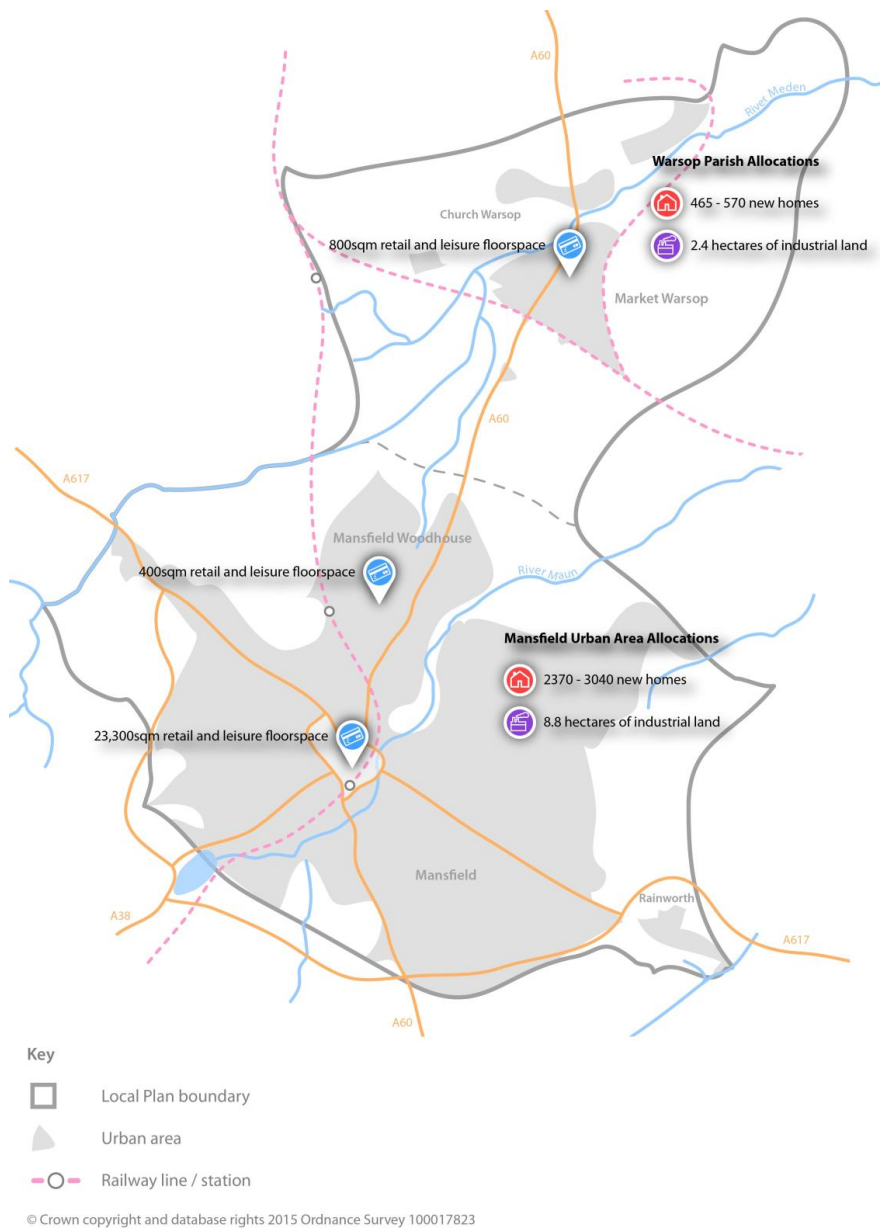 A60
River Meden
Warsop Parish Allocations
465 - 570 new homes
Church Warsop
800sqm retail and leisure floorspace
2.4 hectares of industrial land
Market Warsop
A60
A617
Mansfield Woodhouse
400sqm retail and leisure floorspace
River Maun
Mansfield Urban Area Allocations
2370 - 3040 new homes
8.8 hectares of industrial land
23,300sqm retail and leisure floorspace
Mansfield
Rainworth
A38
A617
A60
Key
Local Plan boundary
Urban area
Railway line / station
© Crown copyright and database rights 2015 Ordnance Survey 100017823